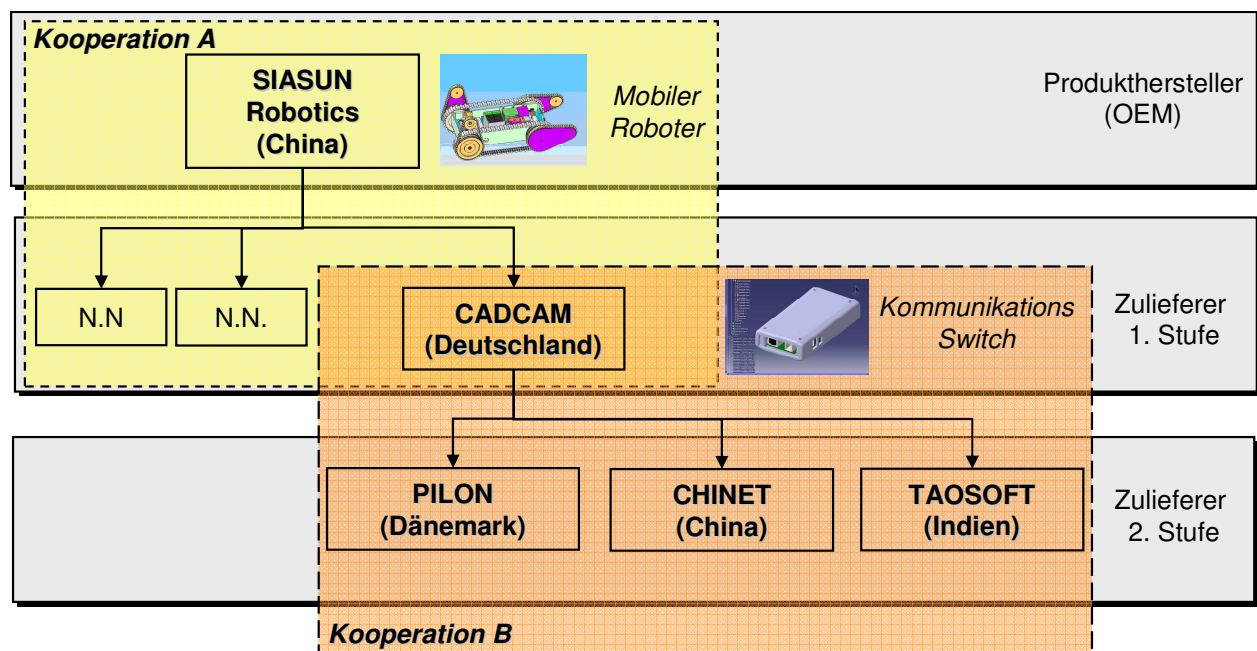 Kooperation A
SIASUN
Robotics
(China)
Mobiler
Roboter
Produkthersteller
(OEM)
N.N
N.N.
CADCAM
(Deutschland)
Kommunikations
Switch
Zulieferer
1. Stufe
PILON
(Dänemark)
CHINET
(China)
TAOSOFT
(Indien)
Zulieferer
2. Stufe
Kooperation B